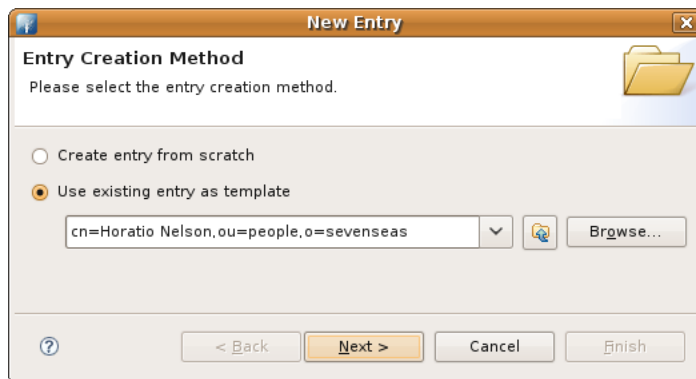 New Entry
Entry Creation Method
Please select the entry creation method.
Create entry from scratch
Use existing entry as template
cn=Horatio Nelson,ou=people,o=sevenseas
Browse...
< Back Next > Cancel Finish